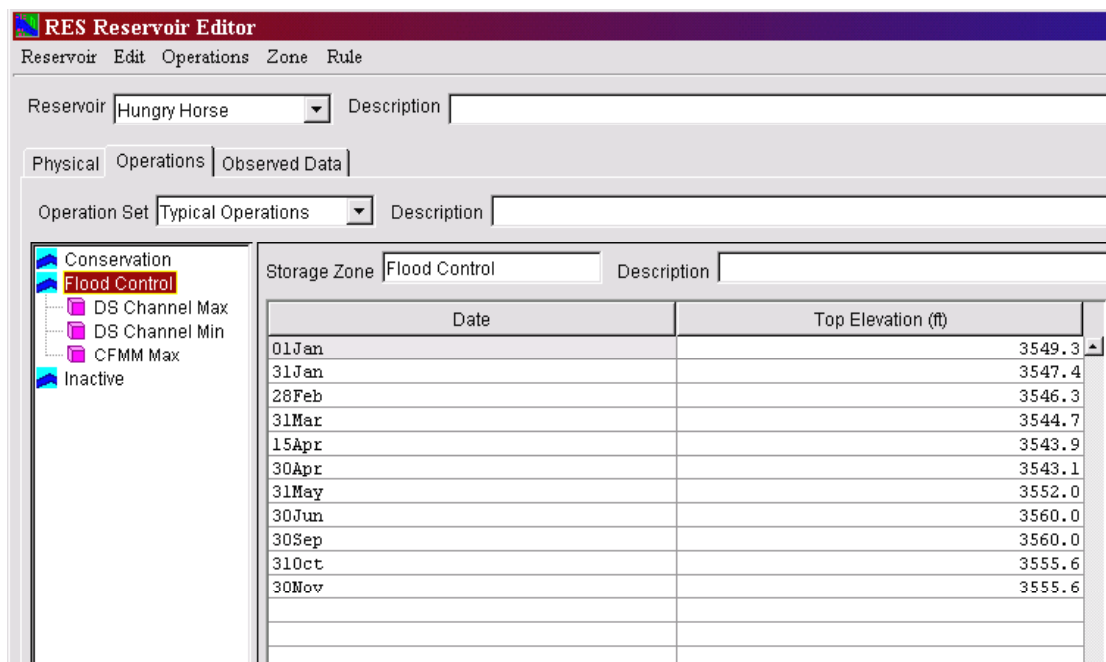 RES Reservoir Editor
Reservoir Edit Operations Zone Rule
Reservoir Hungry Horse Description
Physical Operations Observed Data
Operation Set Typical Operations Description
Conservation
Flood Control
DS Channel Max
DS Channel Min
CFMM Max
Inactive
Storage Zone Flood Control Description
Date Top Elevation (ft)
01Jan 3549.3
31Jan 3547.4
28Feb 3546.3
31Mar 3544.7
15Apr 3543.9
30Apr 3543.1
31May 3552.0
30Jun 3560.0
30Sep 3560.0
31Oct 3555.6
30Nov 3555.6